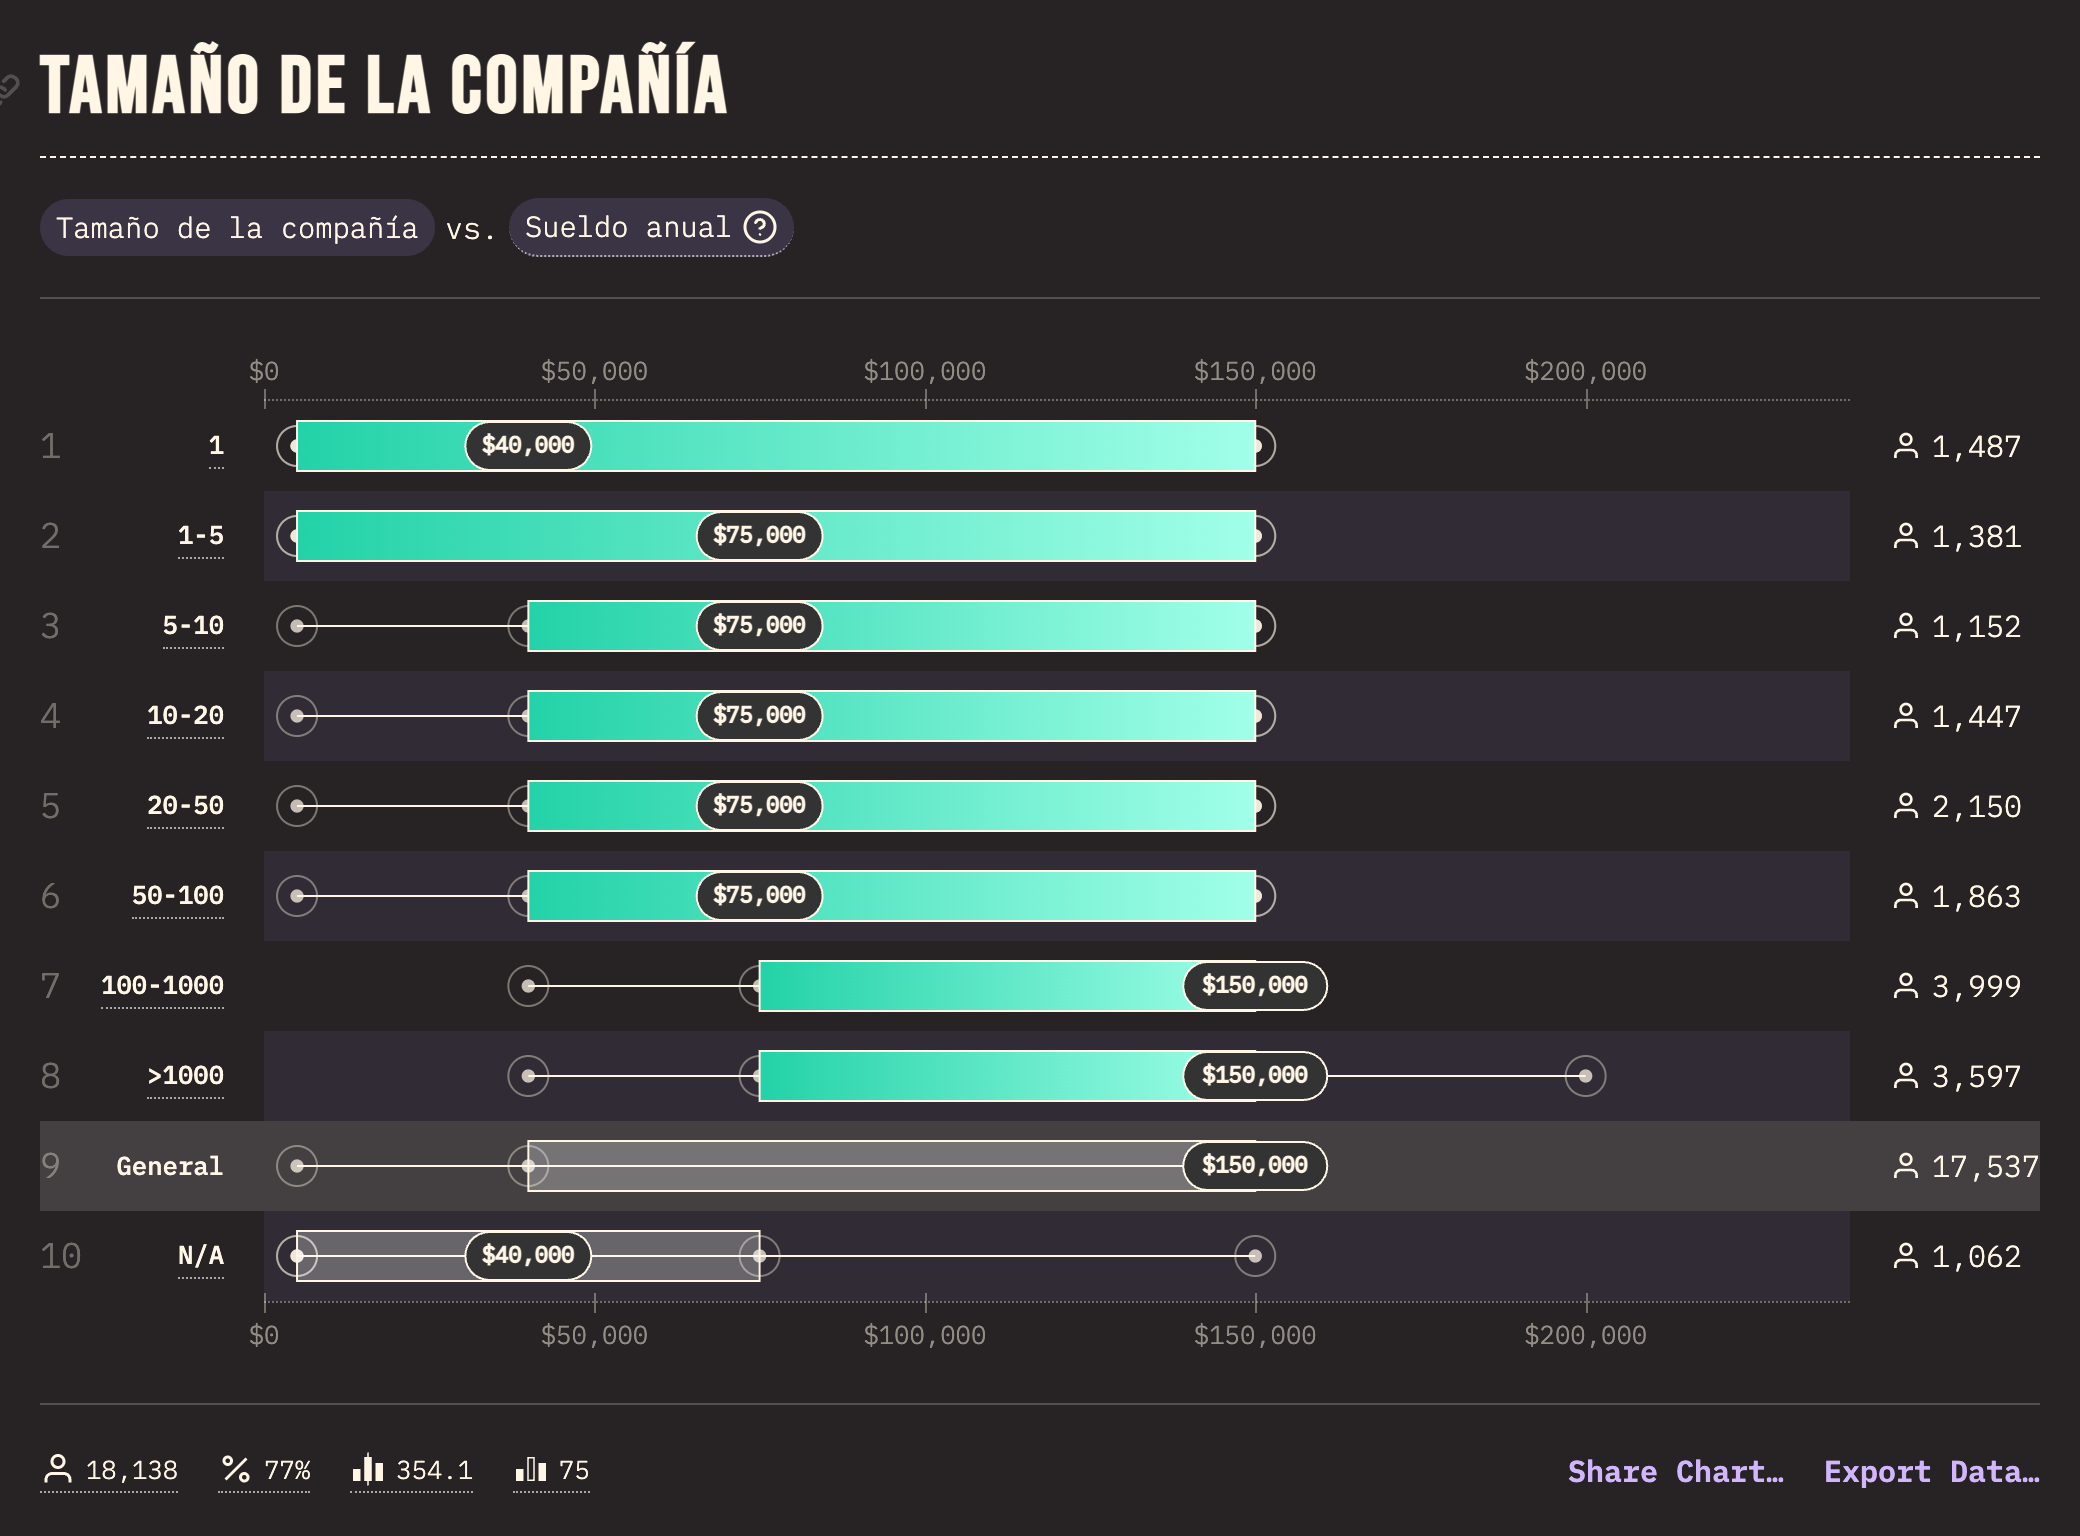 TAMAÑO DE LA COMPAÑÍA
Tamaño de la compañía vs. Sueldo anual ?
$0 $50,000 $100,000 $150,000 $200,000
1 1 $40,000 1,487
2 1-5 $75,000 1,381
3 5-10 $75,000 1,152
4 10-20 $75,000 1,447
5 20-50 $75,000 2,150
6 50-100 $75,000 1,863
7 100-1000 $150,000 3,999
8 >1000 $150,000 3,597
9 General $150,000 17,537
10 N/A $40,000 1,062
$0 $50,000 $100,000 $150,000 $200,000
18,138 % 77% 354.1 75 Share Chart… Export Data…